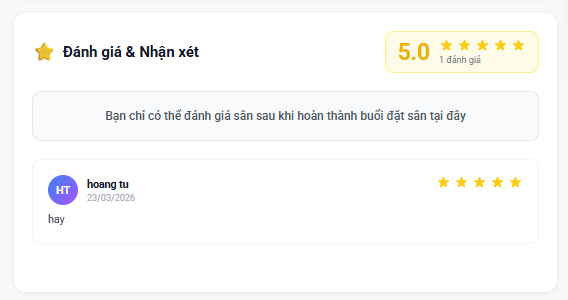 Đánh giá & Nhận xét
5.0
1 đánh giá
Bạn chỉ có thể đánh giá sân sau khi hoàn thành buổi đặt sân tại đây
HT
hoang tu
23/03/2026
hay